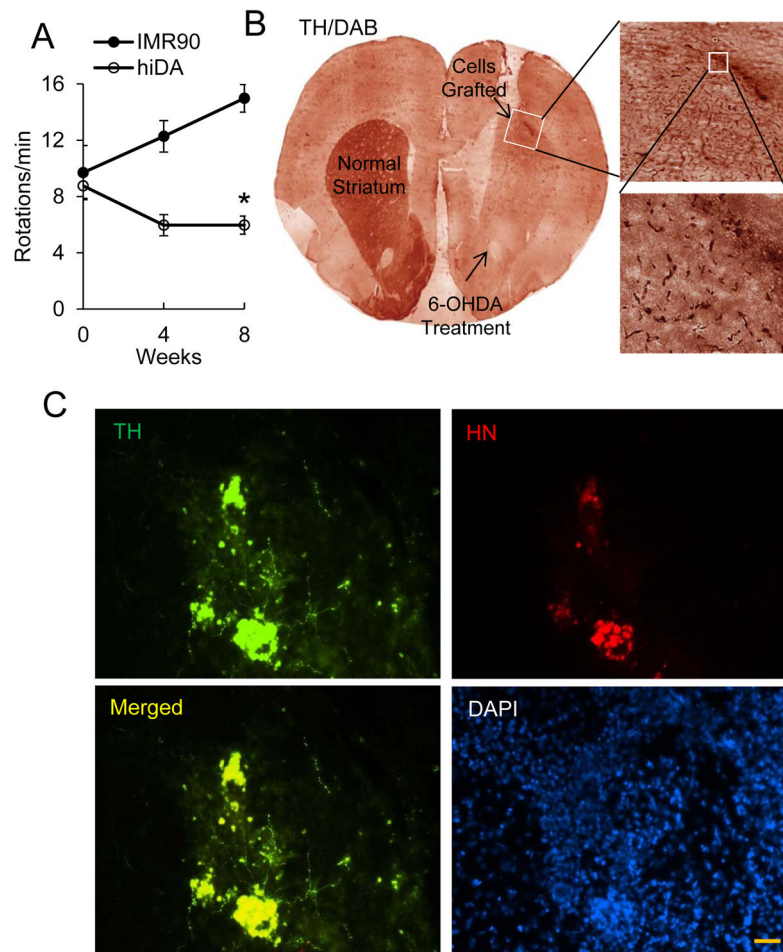 A
IMR90
hiDA
16
12
8
4
0
Rotations/min
*
0 4 8
Weeks
B
TH/DAB
Cells
Grafted
Normal
Striatum
6-OHDA
Treatment
C
TH
HN
Merged
DAPI